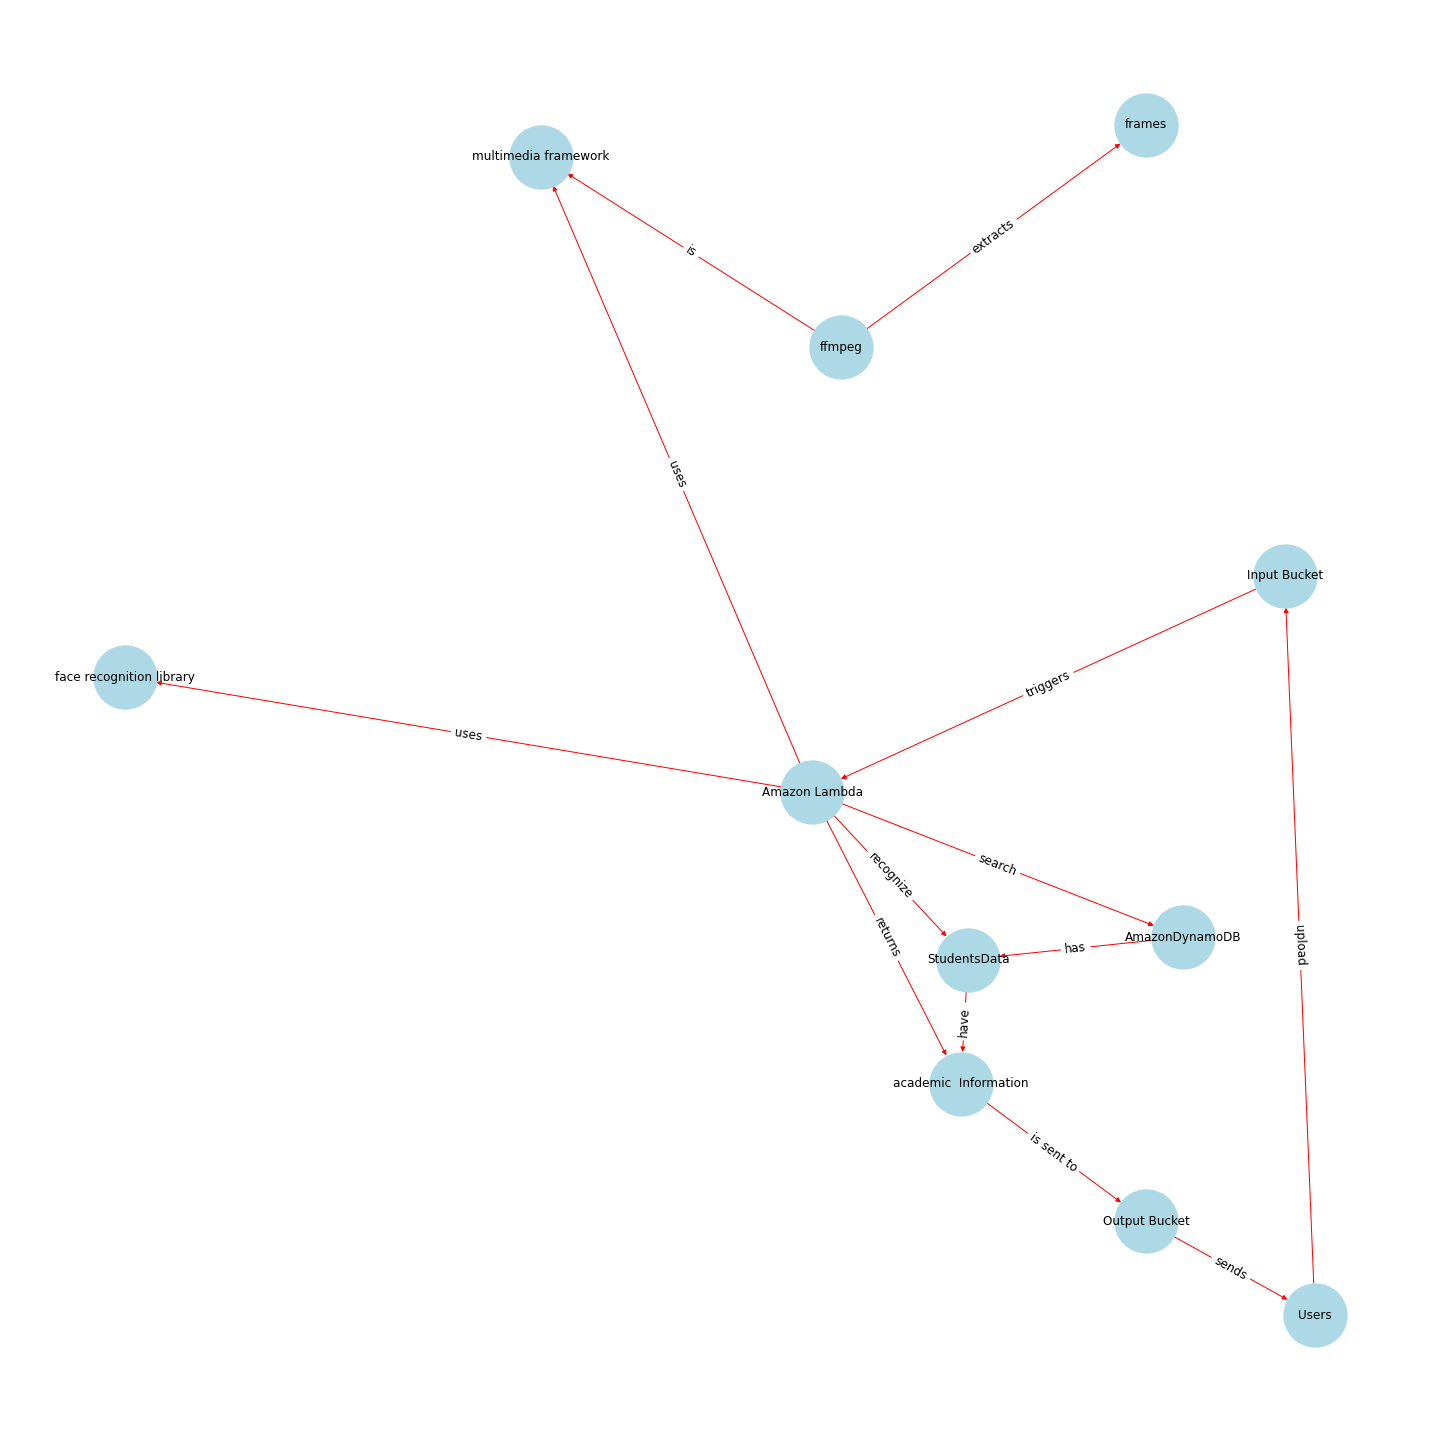 frames
multimedia framework
extracts
is
ffmpeg
uses
Input Bucket
face recognition library
triggers
uses
Amazon Lambda
search
recognize
returns
AmazonDynamoDB
upload
has
StudentsData
have
academic  Information
is sent to
Output Bucket
sends
Users